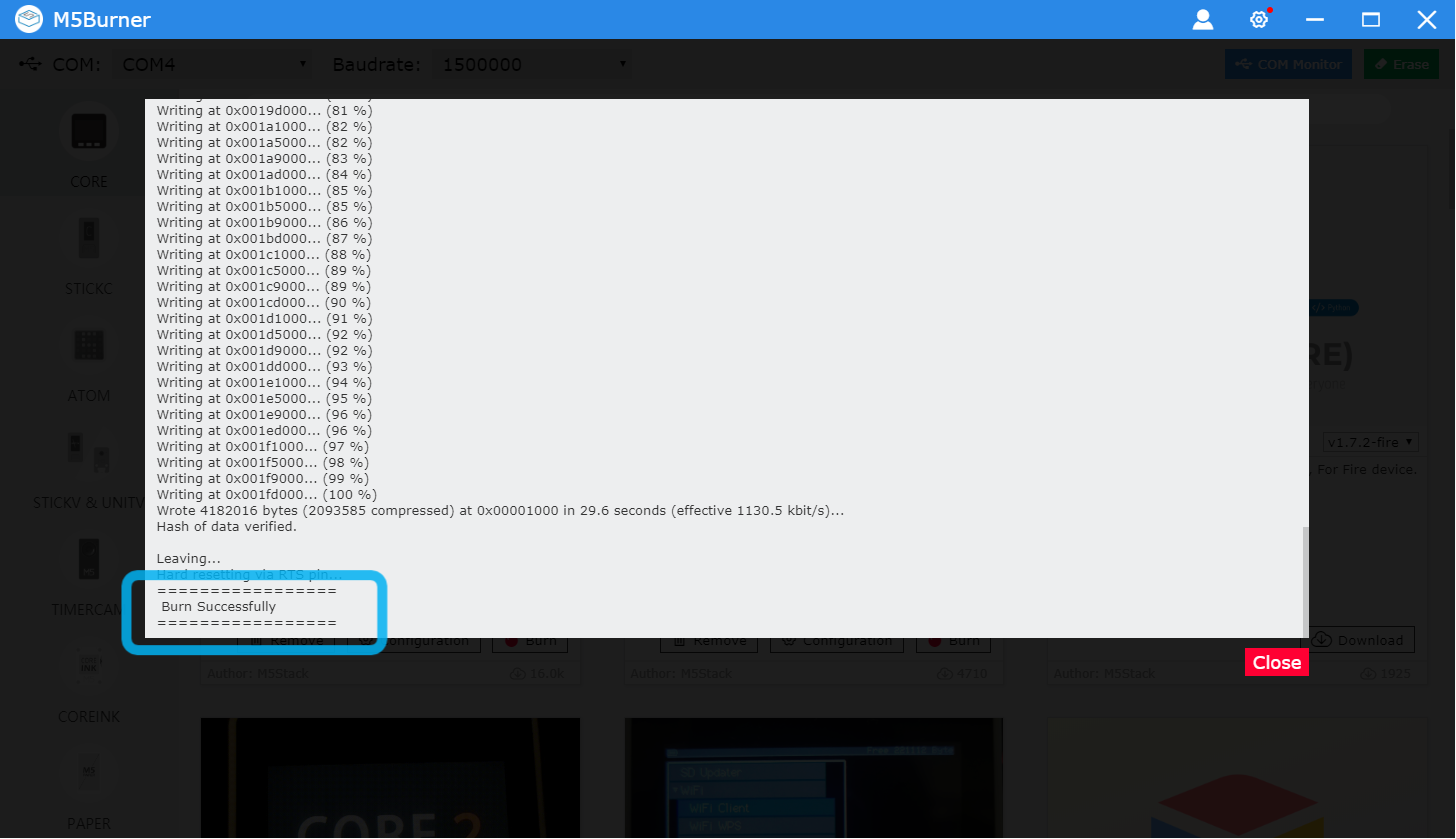 M5Burner
COM: COM4 Baudrate: 1500000 COM Monitor Erase
Writing at 0x0019d000... (81 %)
Writing at 0x001a1000... (82 %)
Writing at 0x001a5000... (82 %)
Writing at 0x001a9000... (83 %)
Writing at 0x001ad000... (84 %)
Writing at 0x001b1000... (85 %)
Writing at 0x001b5000... (85 %)
Writing at 0x001b9000... (86 %)
Writing at 0x001bd000... (87 %)
Writing at 0x001c1000... (88 %)
Writing at 0x001c5000... (89 %)
Writing at 0x001c9000... (89 %)
Writing at 0x001cd000... (90 %)
Writing at 0x001d1000... (91 %)
Writing at 0x001d5000... (92 %)
Writing at 0x001d9000... (92 %)
Writing at 0x001dd000... (93 %)
Writing at 0x001e1000... (94 %)
Writing at 0x001e5000... (95 %)
Writing at 0x001e9000... (96 %)
Writing at 0x001ed000... (96 %)
Writing at 0x001f1000... (97 %)
Writing at 0x001f5000... (98 %)
Writing at 0x001f9000... (99 %)
Writing at 0x001fd000... (100 %)
Wrote 4182016 bytes (2093585 compressed) at 0x00001000 in 29.6 seconds (effective 1130.5 kbit/s)...
Hash of data verified.
Leaving...
Hard resetting via RTS pin...
=================
Burn Successfully
=================
Close
CORE
STICKC
ATOM
STICKV & UNITV
TIMERCAM
COREINK
PAPER
RE)
v1.7.2-fire
. For Fire device.
Remove Configuration Burn
Author: M5Stack 16.0k
Remove Configuration Burn
Author: M5Stack 4710
Download
Author: M5Stack 1925
CORE 2
SD Updater
WiFi
WiFi Client
WiFi WPS